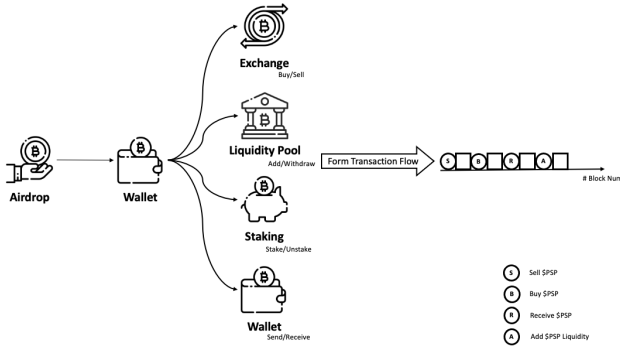 Exchange
Buy/Sell
Liquidity Pool
Add/Withdraw
Airdrop
Wallet
Form Transaction Flow
S B R A
# Block Num
Staking
Stake/Unstake
Wallet
Send/Receive
S Sell $PSP
B Buy $PSP
R Receive $PSP
A Add $PSP Liquidity